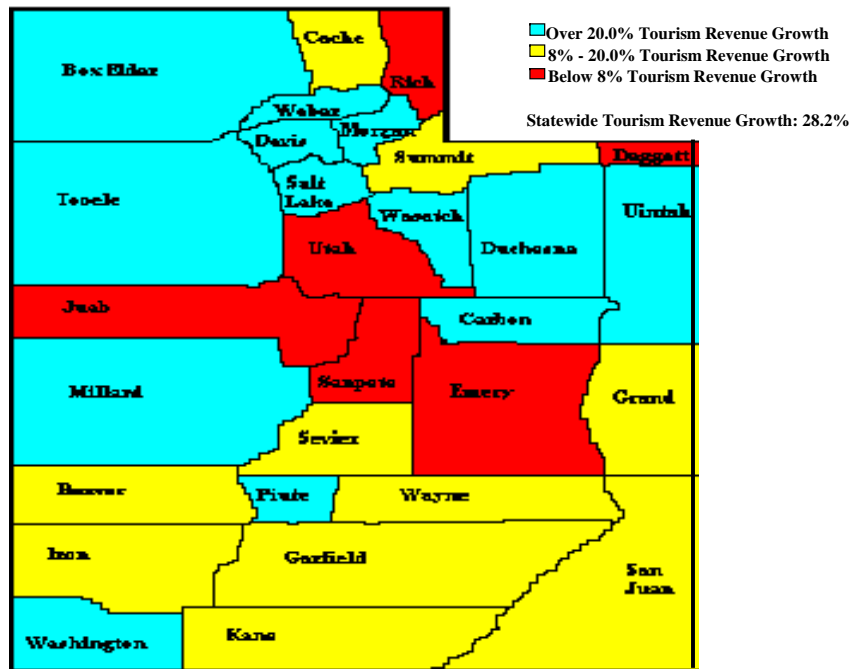 Over 20.0% Tourism Revenue Growth
8% - 20.0% Tourism Revenue Growth
Below 8% Tourism Revenue Growth
Statewide Tourism Revenue Growth: 28.2%
Cache
Box Elder
Rich
Weber
Morgan
Davis
Summit
Daggett
Salt
Lake
Tooele
Wasatch
Uintah
Utah
Duchesne
Juab
Carbon
Sanpete
Millard
Emery
Grand
Sevier
Beaver
Piute
Wayne
Iron
Garfield
San
Juan
Washington
Kane